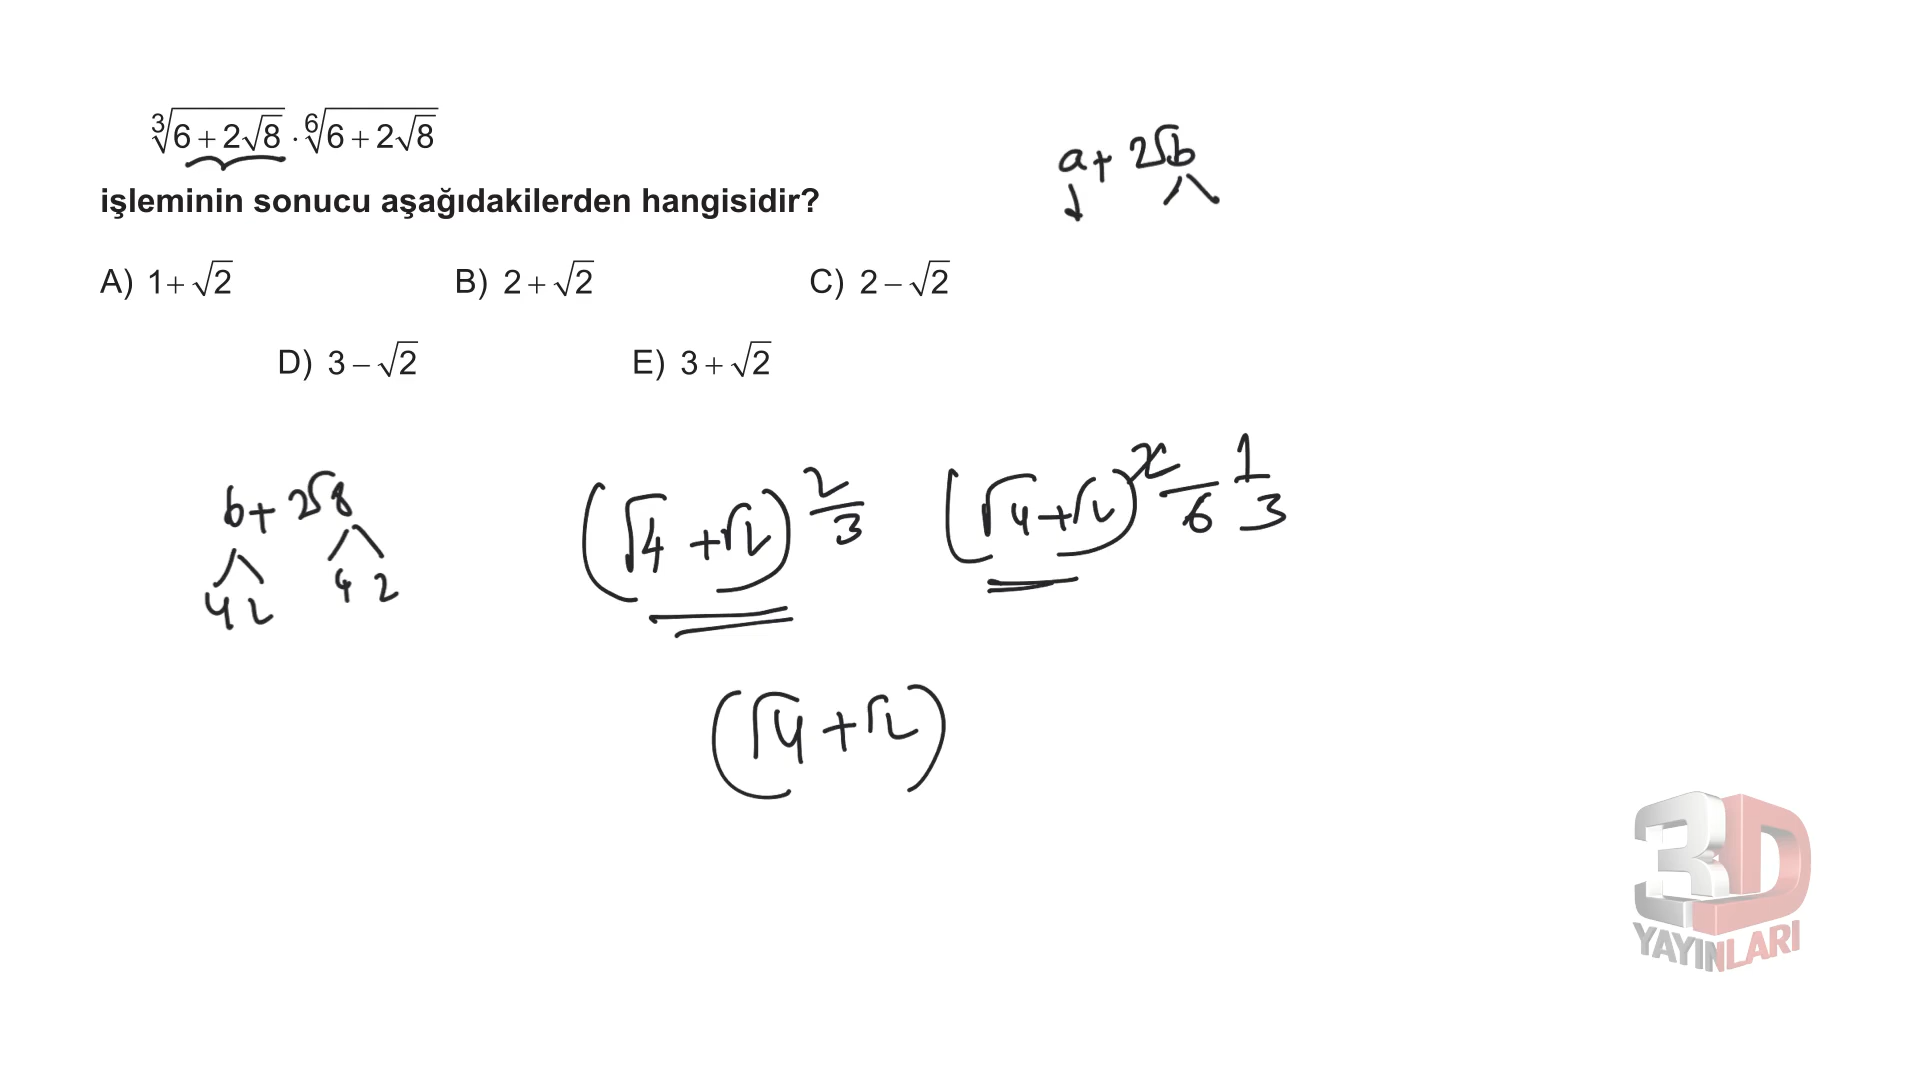 ∛(6+2√8) · ⁶√(6+2√8)
işleminin sonucu aşağıdakilerden hangisidir?
A) 1+√2 B) 2+√2 C) 2−√2
D) 3−√2 E) 3+√2
a+2√b
6+2√8
4 2 4 2
(√4+√2)^(2/3) (√4+√2)^(2/6) 1/3
(√4+√2)
3D
YAYINLARI